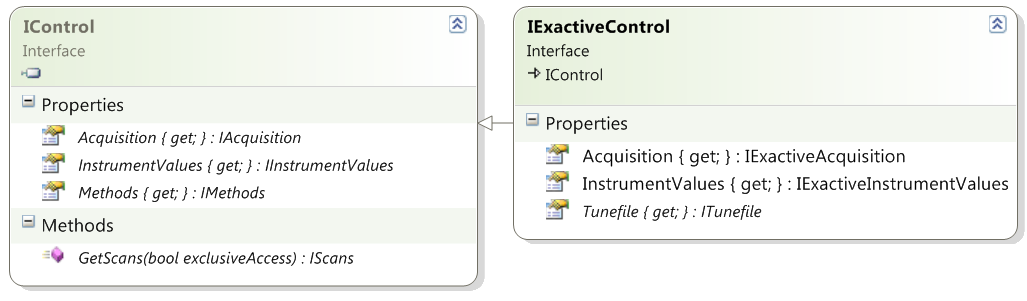 IControl
Interface
Properties
Acquisition { get; } : IAcquisition
InstrumentValues { get; } : IInstrumentValues
Methods { get; } : IMethods
Methods
GetScans(bool exclusiveAccess) : IScans
IExactiveControl
Interface
IControl
Properties
Acquisition { get; } : IExactiveAcquisition
InstrumentValues { get; } : IExactiveInstrumentValues
Tunefile { get; } : ITunefile